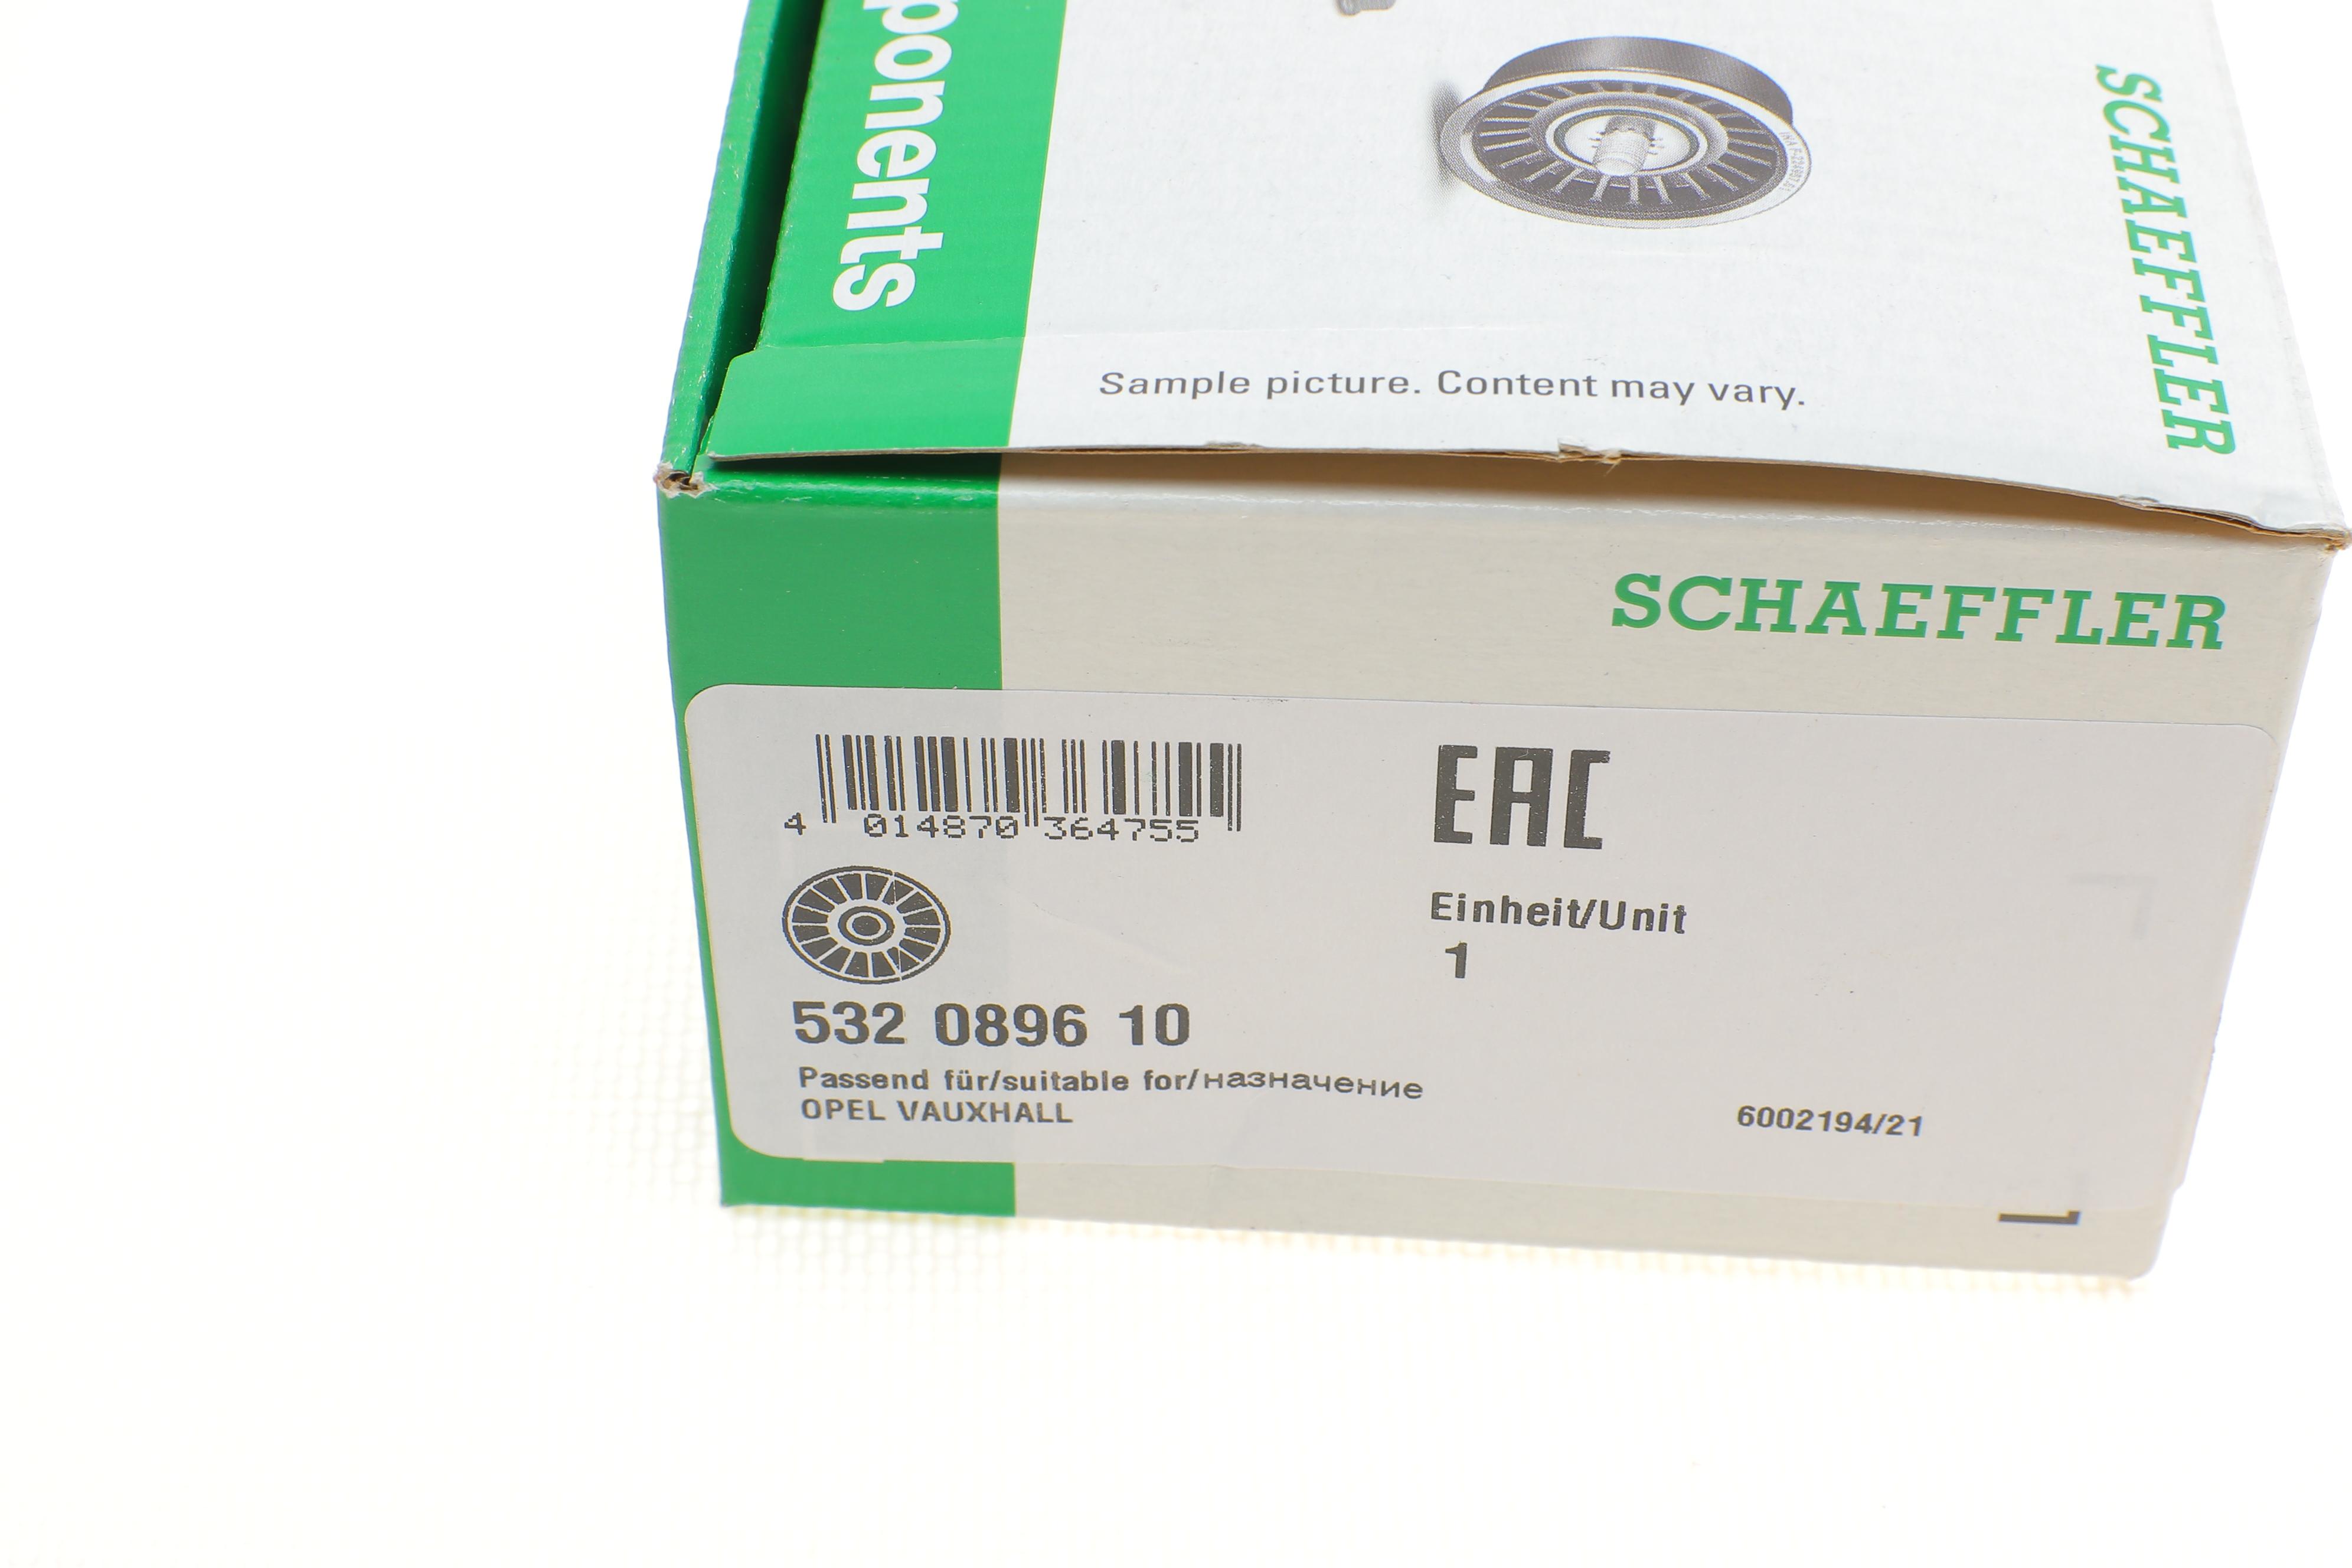 ponents
SCHAEFFLER
Sample picture. Content may vary.
SCHAEFFLER
4 014870 364755
EAC
Einheit/Unit
1
532 0896 10
Passend für/suitable for/назначение
OPEL VAUXHALL
6002194/21